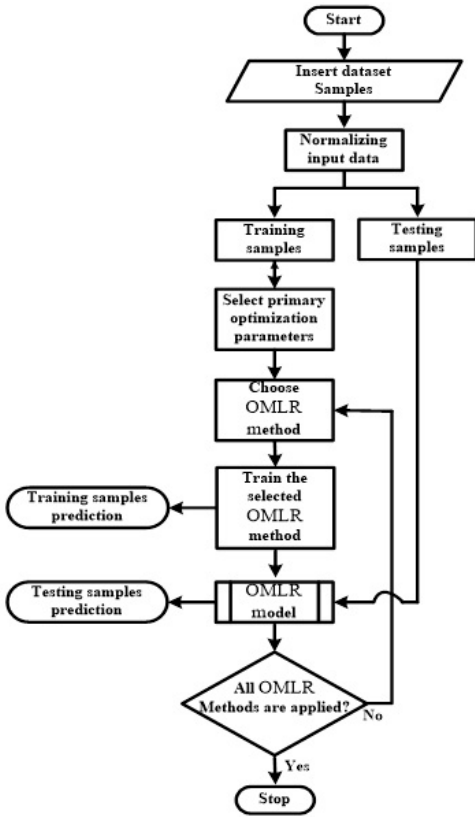 Start
Insert dataset
Samples
Normalizing
input data
Training
samples
Testing
samples
Select primary
optimization
parameters
Choose
OMLR
method
Train the
selected
OMLR
method
Training samples
prediction
OMLR
model
Testing samples
prediction
All OMLR
Methods are applied?
No
Yes
Stop